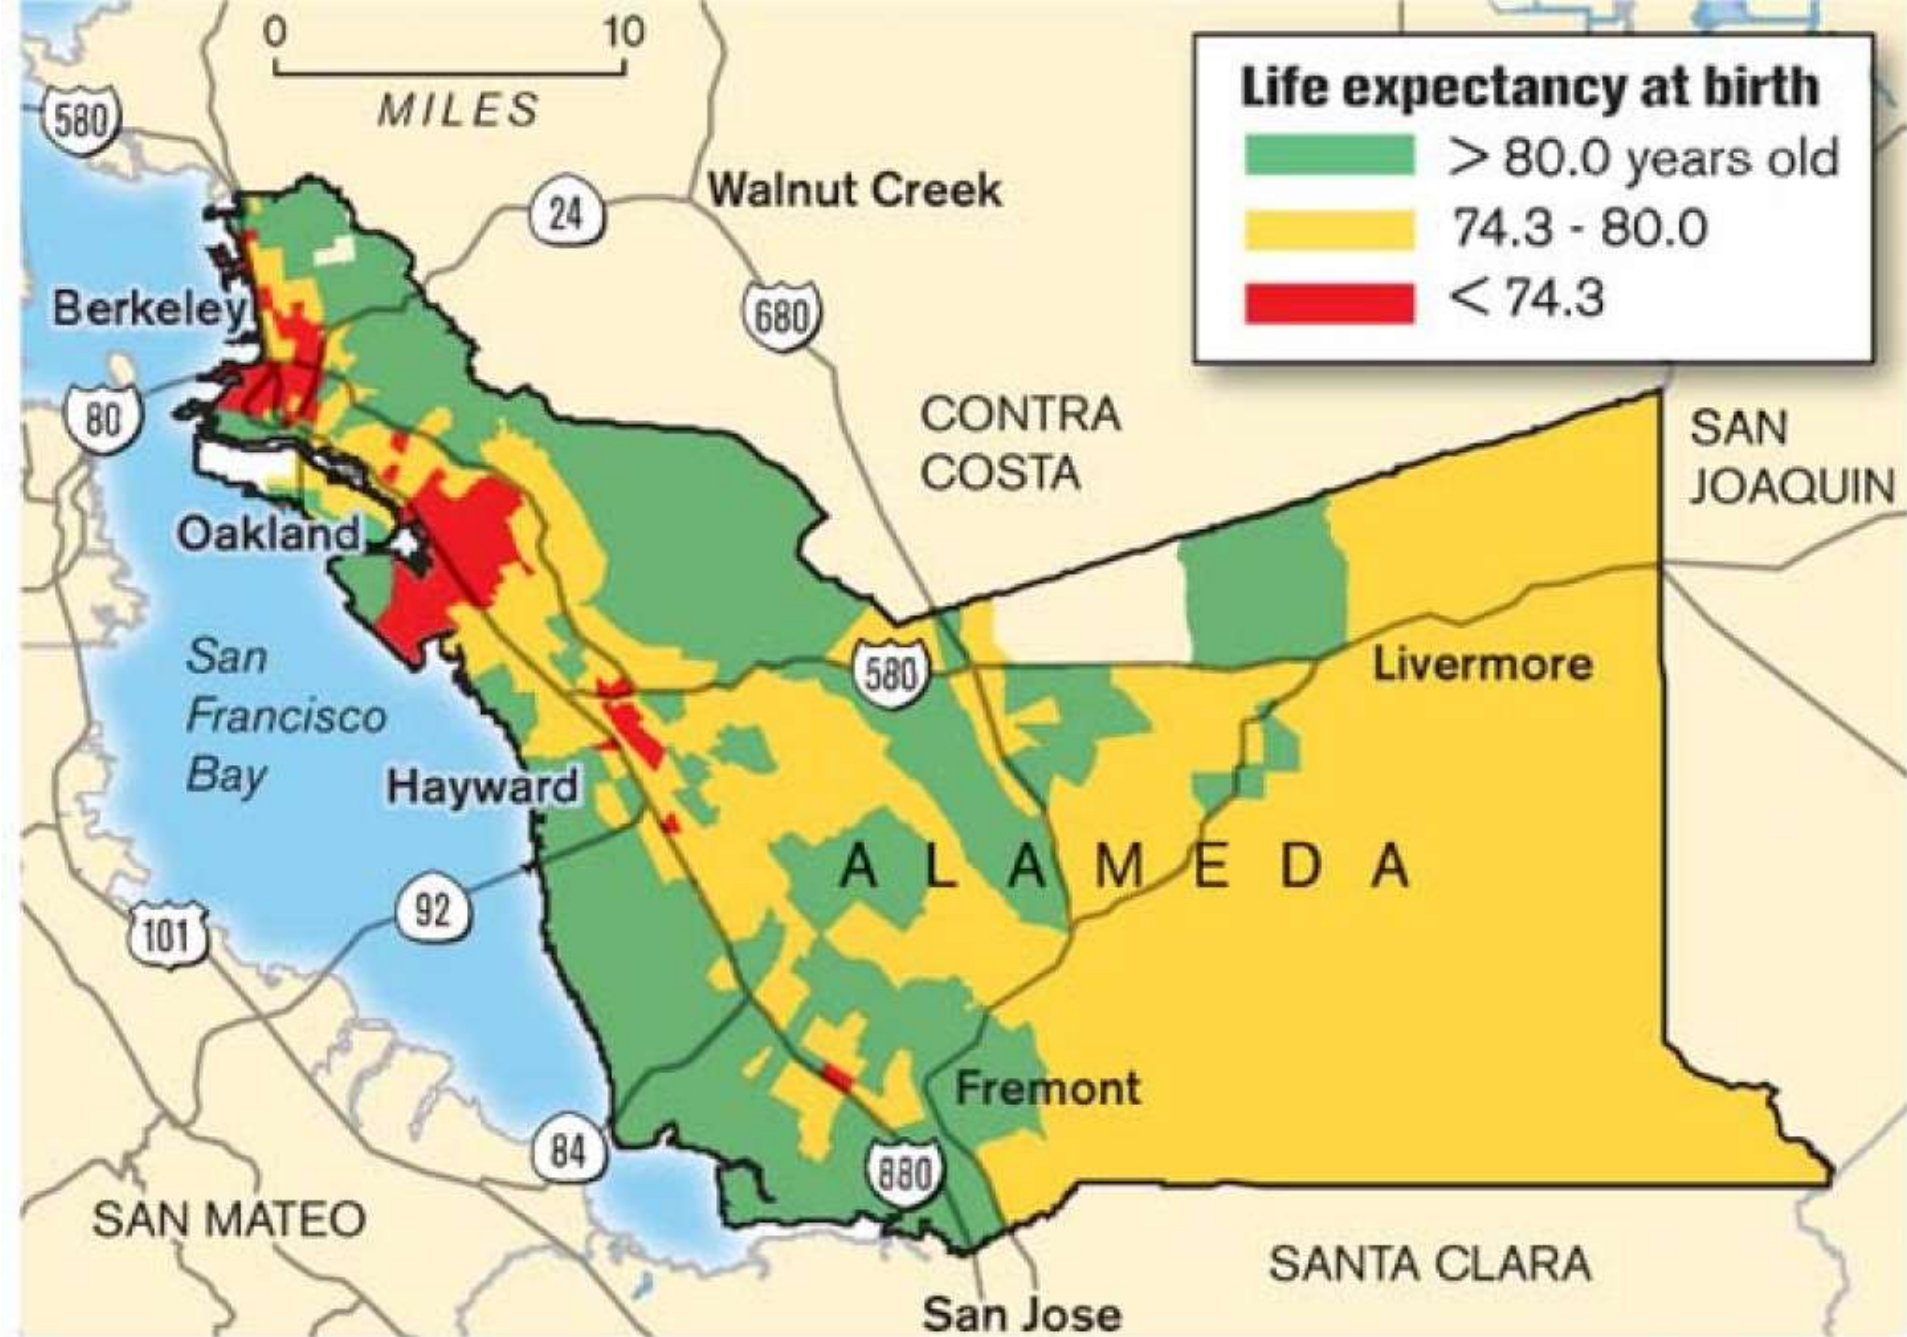 0 10
MILES
Life expectancy at birth
> 80.0 years old
74.3 - 80.0
< 74.3
580
24
Walnut Creek
680
Berkeley
80
CONTRA
COSTA
SAN
JOAQUIN
Oakland
San
Francisco
Bay
580
Livermore
Hayward
ALAMEDA
92
101
Fremont
84
880
SAN MATEO
SANTA CLARA
San Jose